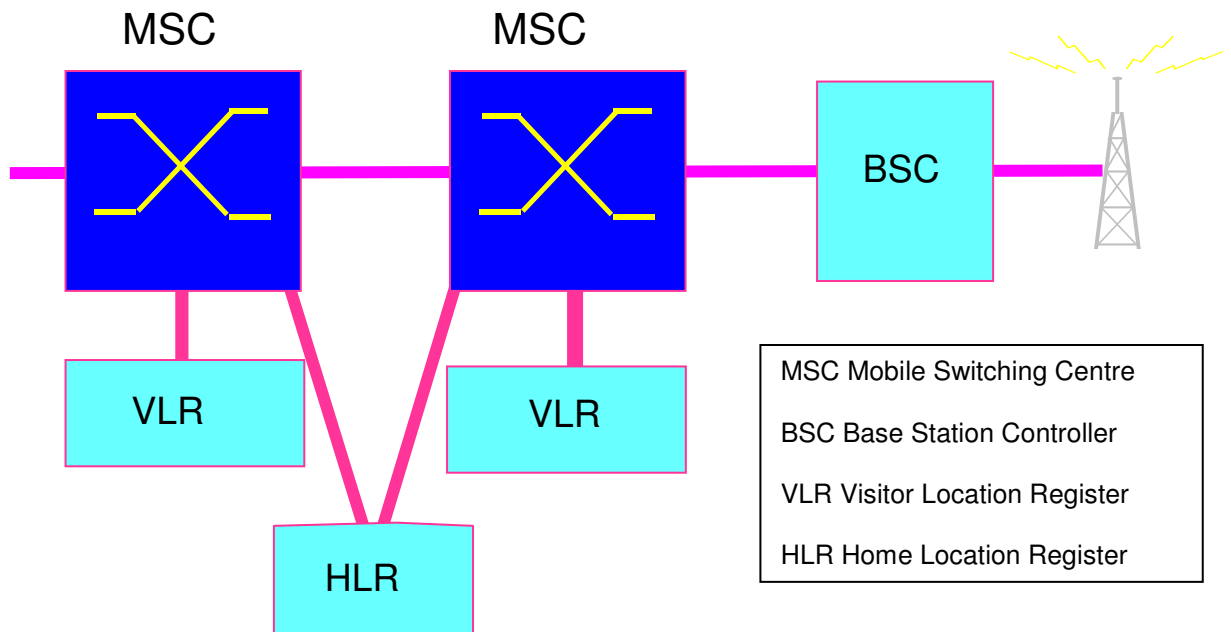 MSC
MSC
BSC
VLR
VLR
HLR
MSC Mobile Switching Centre
BSC Base Station Controller
VLR Visitor Location Register
HLR Home Location Register